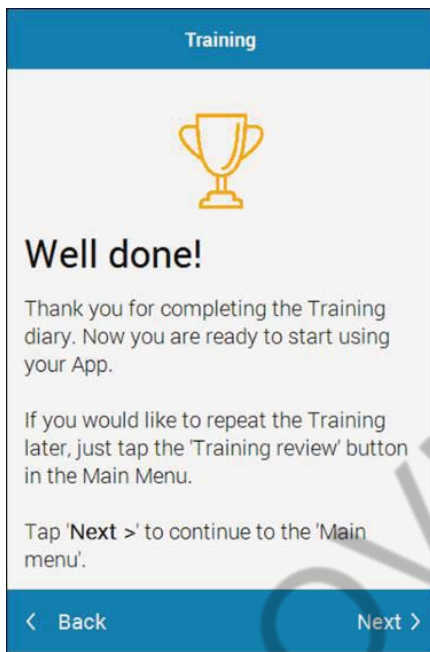 Training
Well done!
Thank you for completing the Training
diary. Now you are ready to start using
your App.
If you would like to repeat the Training
later, just tap the 'Training review' button
in the Main Menu.
Tap 'Next >' to continue to the 'Main
menu'.
< Back
Next >